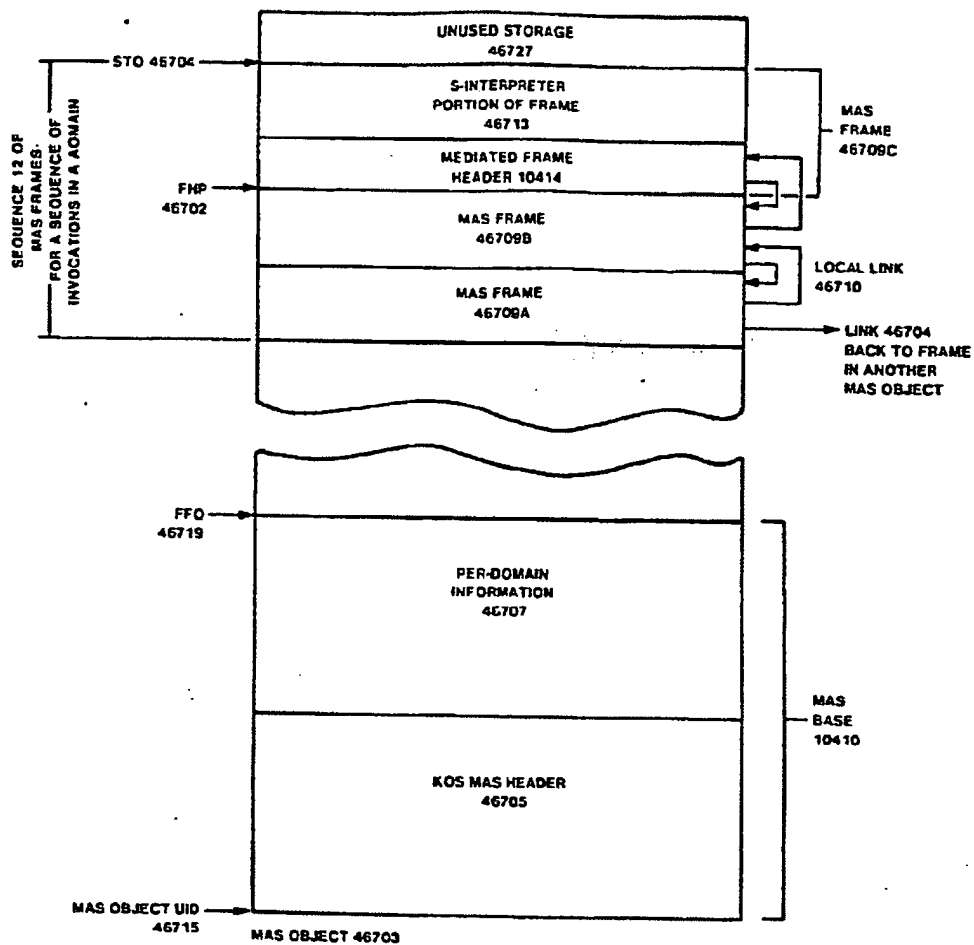 UNUSED STORAGE
46727
STO 46704
S-INTERPRETER
PORTION OF FRAME
46713
MAS
FRAME
46709C
MEDIATED FRAME
HEADER 10414
FHP
46702
MAS FRAME
46709B
SEQUENCE 12 OF
MAS FRAMES·
FOR A SEQUENCE OF
INVOCATIONS IN A AOMAIN
LOCAL LINK
46710
MAS FRAME
46709A
LINK 46704
BACK TO FRAME
IN ANOTHER
MAS OBJECT
FFO
46719
PER-DOMAIN
INFORMATION
46707
MAS
BASE
10410
KOS MAS HEADER
46705
MAS OBJECT UID
46715
MAS OBJECT 46703